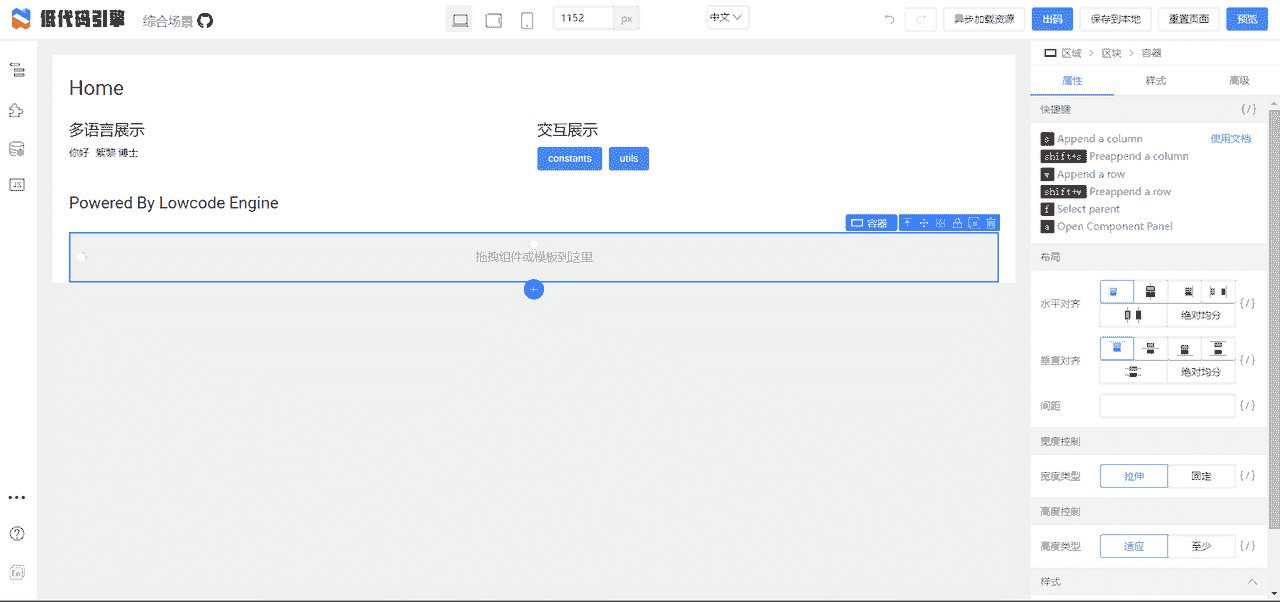 低代码引擎 综合场景 1152 px 中文 异步加载资源 出码 保存到本地 重置页面 预览
区域 > 区块 > 容器
属性 样式 高级
快捷键 {/}
s Append a column 使用文档
shift+s Preappend a column
v Append a row
shift+v Preappend a row
f Select parent
a Open Component Panel
布局
水平对齐 {/}
绝对均分
垂直对齐 {/}
绝对均分
间距 {/}
宽度控制
宽度类型 拉伸 固定 {/}
高度控制
高度类型 适应 至少 {/}
样式
Home
多语言展示
你好 紫黎 博士
交互展示
constants utils
Powered By Lowcode Engine
容器
拖拽组件或模板到这里
+
JS
?